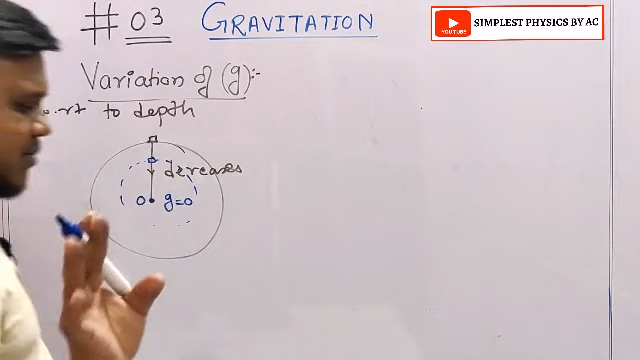 #03 GRAVITATION
YOUTUBE
SIMPLEST PHYSICS BY AC
Variation of (g):-
w.r.t to depth
decreases
O g=0